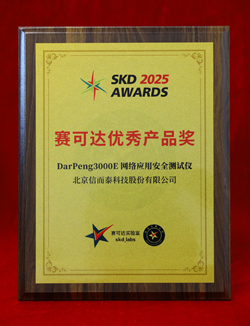 SKD 2025
AWARDS
赛可达优秀产品奖
DarPeng3000E 网络应用安全测试仪
北京信而泰科技股份有限公司
赛可达实验室
skd labs